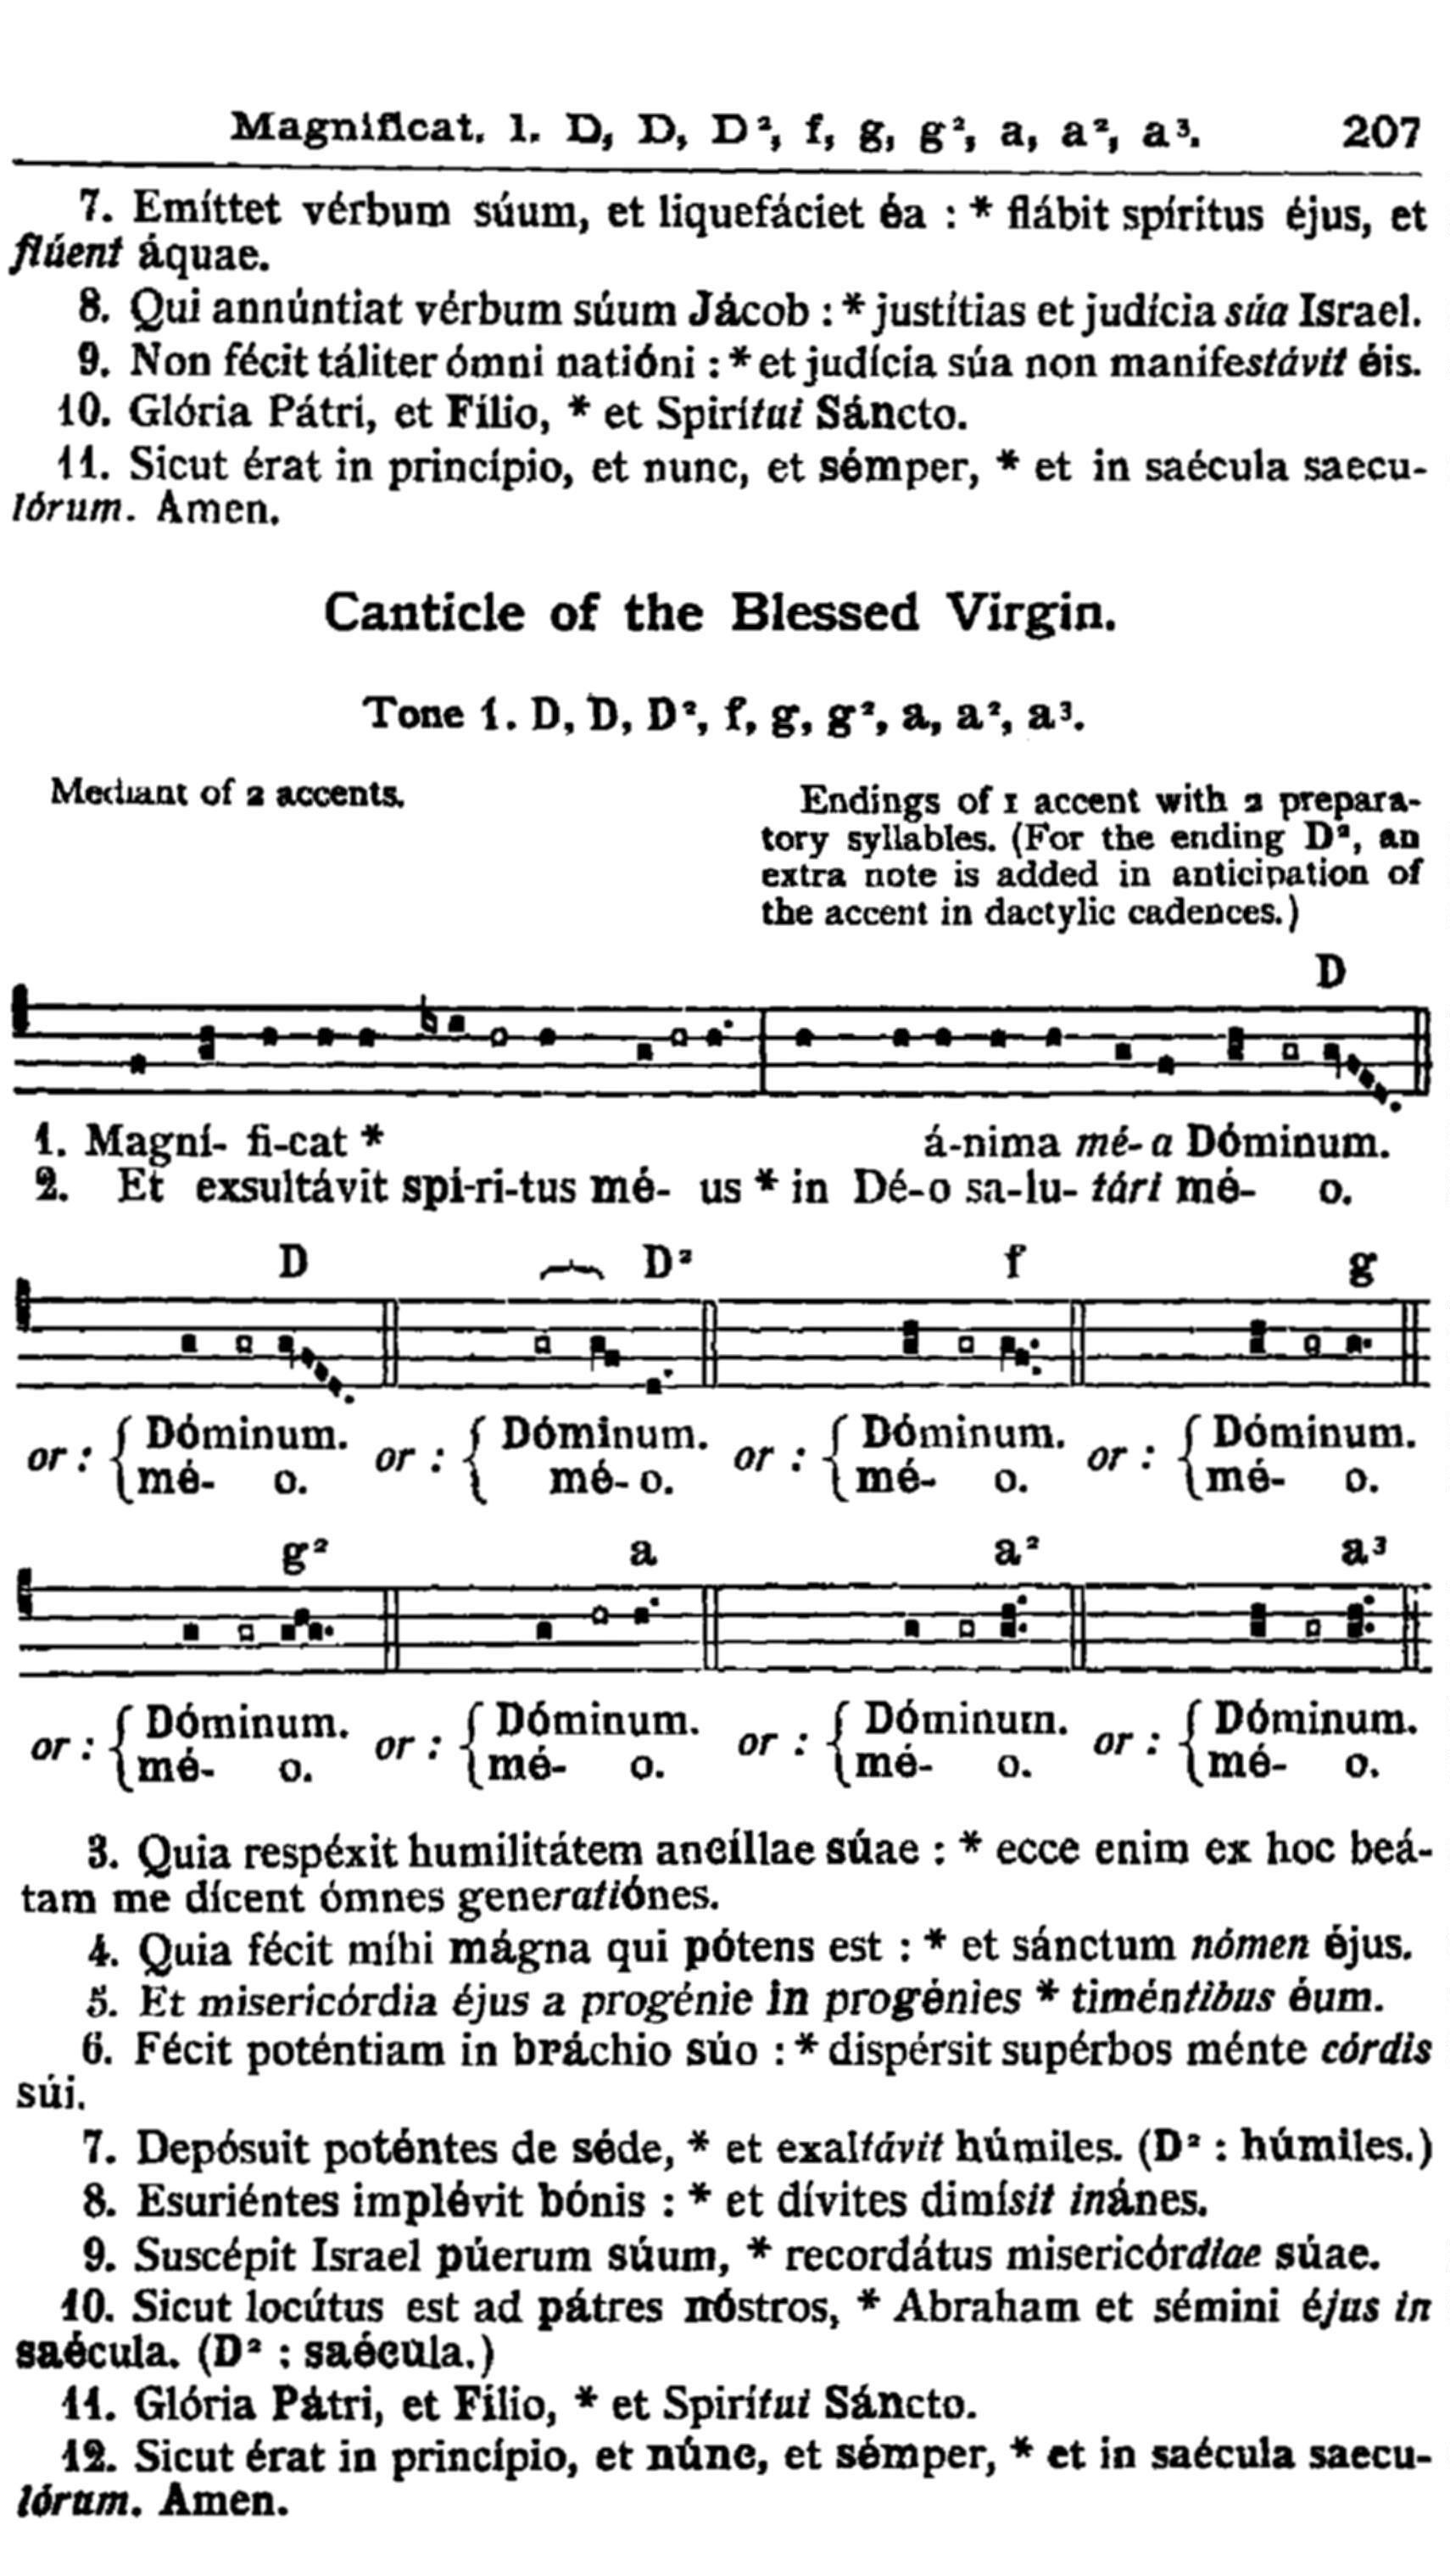 Magnificat. 1. D, D, D², f, g, g², a, a², a³. 207
7. Emíttet vérbum súum, et liquefáciet éa : * flábit spíritus éjus, et
flúent áquae.
8. Qui annúntiat vérbum súum Jácob : * justítias et judícia súa Israel.
9. Non fécit táliter ómni natióni : * et judícia súa non manifestávit éis.
10. Glória Pátri, et Fílio, * et Spirítui Sáncto.
11. Sicut érat in princípio, et nunc, et sémper, * et in saécula saecu-
lórum. Amen.
Canticle of the Blessed Virgin.
Tone 1. D, D, D², f, g, g², a, a², a³.
Mediant of 2 accents.
Endings of 1 accent with 2 prepara-
tory syllables. (For the ending D², an
extra note is added in anticipation of
the accent in dactylic cadences.)
D
1. Magní- fi-cat * á-nima mé- a Dóminum.
2. Et exsultávit spí-ri-tus mé- us * in Dé-o sa-lu- tári mé- o.
D D² f g
or : { Dóminum. or : { Dóminum. or : { Dóminum. or : { Dóminum.
mé- o. mé- o. mé- o. mé- o.
g² a a² a³
or : { Dóminum. or : { Dóminum. or : { Dóminum. or : { Dóminum.
mé- o. mé- o. mé- o. mé- o.
3. Quia respéxit humilitátem ancíllae súae : * ecce enim ex hoc beá-
tam me dícent ómnes generatiónes.
4. Quia fécit míhi mágna qui pótens est : * et sánctum nómen éjus.
5. Et misericórdia éjus a progénie in progénies * timéntibus éum.
6. Fécit poténtiam in bráchio súo : * dispérsit supérbos ménte córdis
súi.
7. Depósuit poténtes de séde, * et exaltávit húmiles. (D² : húmiles.)
8. Esuriéntes implévit bónis : * et dívites dimísit inánes.
9. Suscépit Israel púerum súum, * recordátus misericórdiae súae.
10. Sicut locútus est ad pátres nóstros, * Abraham et sémini éjus in
saécula. (D² : saécula.)
11. Glória Pátri, et Fílio, * et Spirítui Sáncto.
12. Sicut érat in princípio, et núnc, et sémper, * et in saécula saecu-
lórum. Amen.